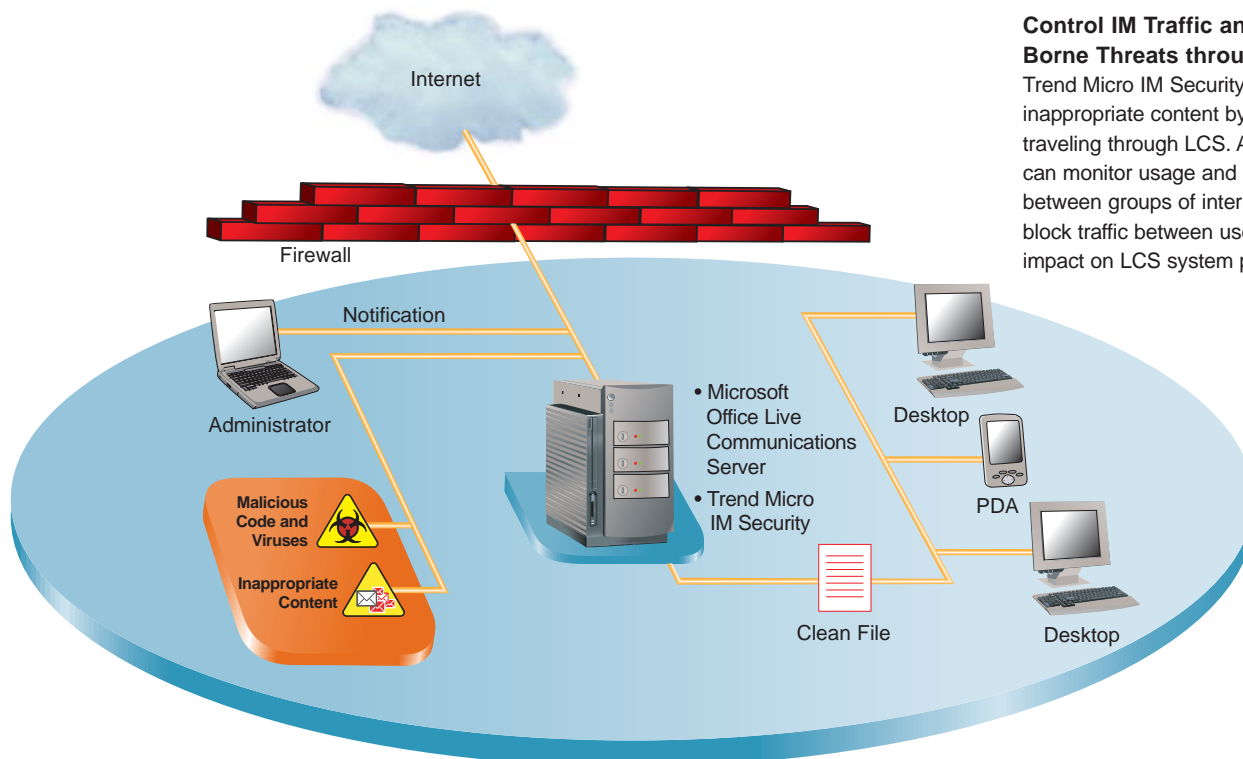 Control IM Traffic an
Borne Threats throu
Trend Micro IM Security
inappropriate content by
traveling through LCS. A
can monitor usage and
between groups of inter
block traffic between use
impact on LCS system p
Internet
Firewall
Notification
Administrator
Malicious
Code and
Viruses
Inappropriate
Content
• Microsoft
Office Live
Communications
Server
• Trend Micro
IM Security
Clean File
Desktop
PDA
Desktop